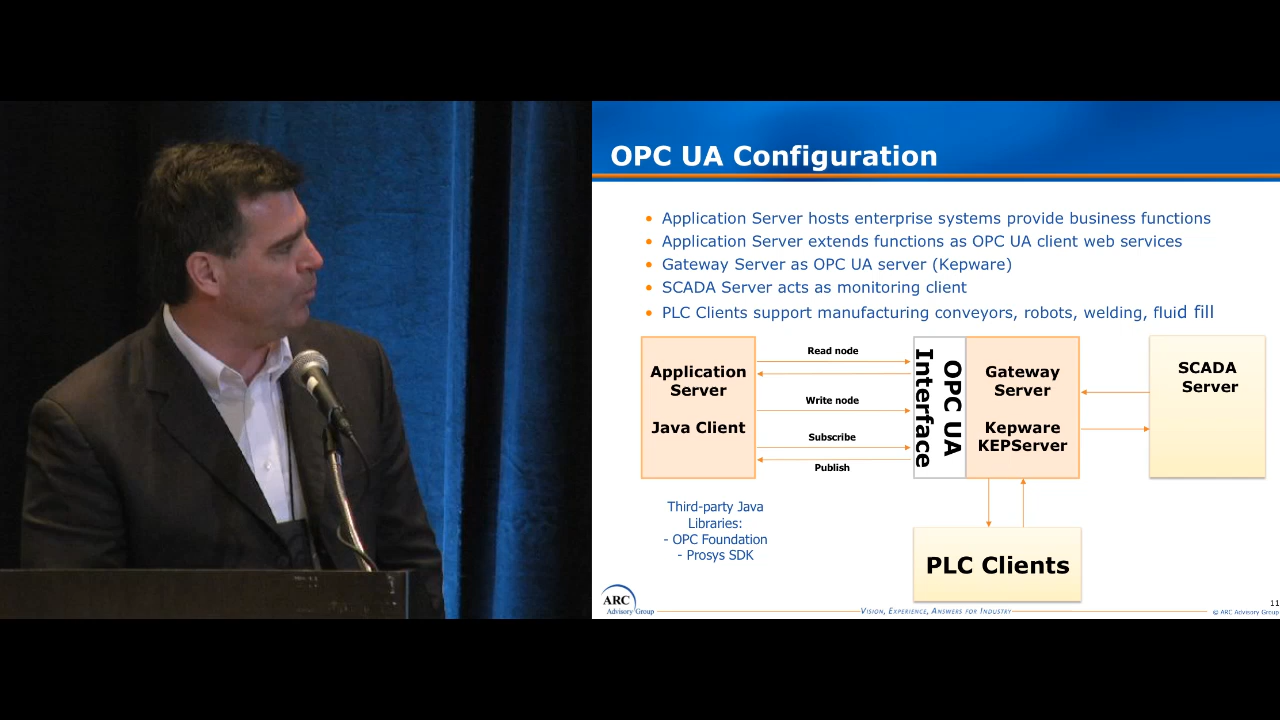 OPC UA Configuration
• Application Server hosts enterprise systems provide business functions
• Application Server extends functions as OPC UA client web services
• Gateway Server as OPC UA server (Kepware)
• SCADA Server acts as monitoring client
• PLC Clients support manufacturing conveyors, robots, welding, fluid fill
Application
Server
Java Client
Read node
Write node
Subscribe
Publish
OPC UA
Interface
Gateway
Server
Kepware
KEPServer
SCADA
Server
Third-party Java
Libraries:
- OPC Foundation
- Prosys SDK
PLC Clients
ARC
Advisory Group
VISION, EXPERIENCE, ANSWERS FOR INDUSTRY
11
© ARC Advisory Group